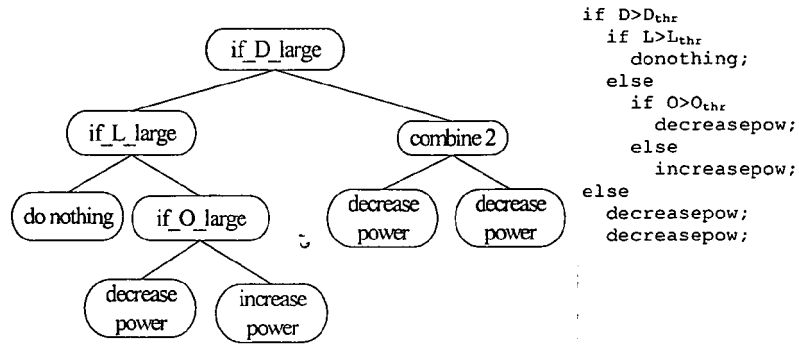 if_D_large
if_L_large
combine 2
do nothing
if_O_large
decrease
power
decrease
power
decrease
power
increase
power
if D>Dthr
if L>Lthr
donothing;
else
if O>Othr
decreasepow;
else
increasepow;
else
decreasepow;
decreasepow;